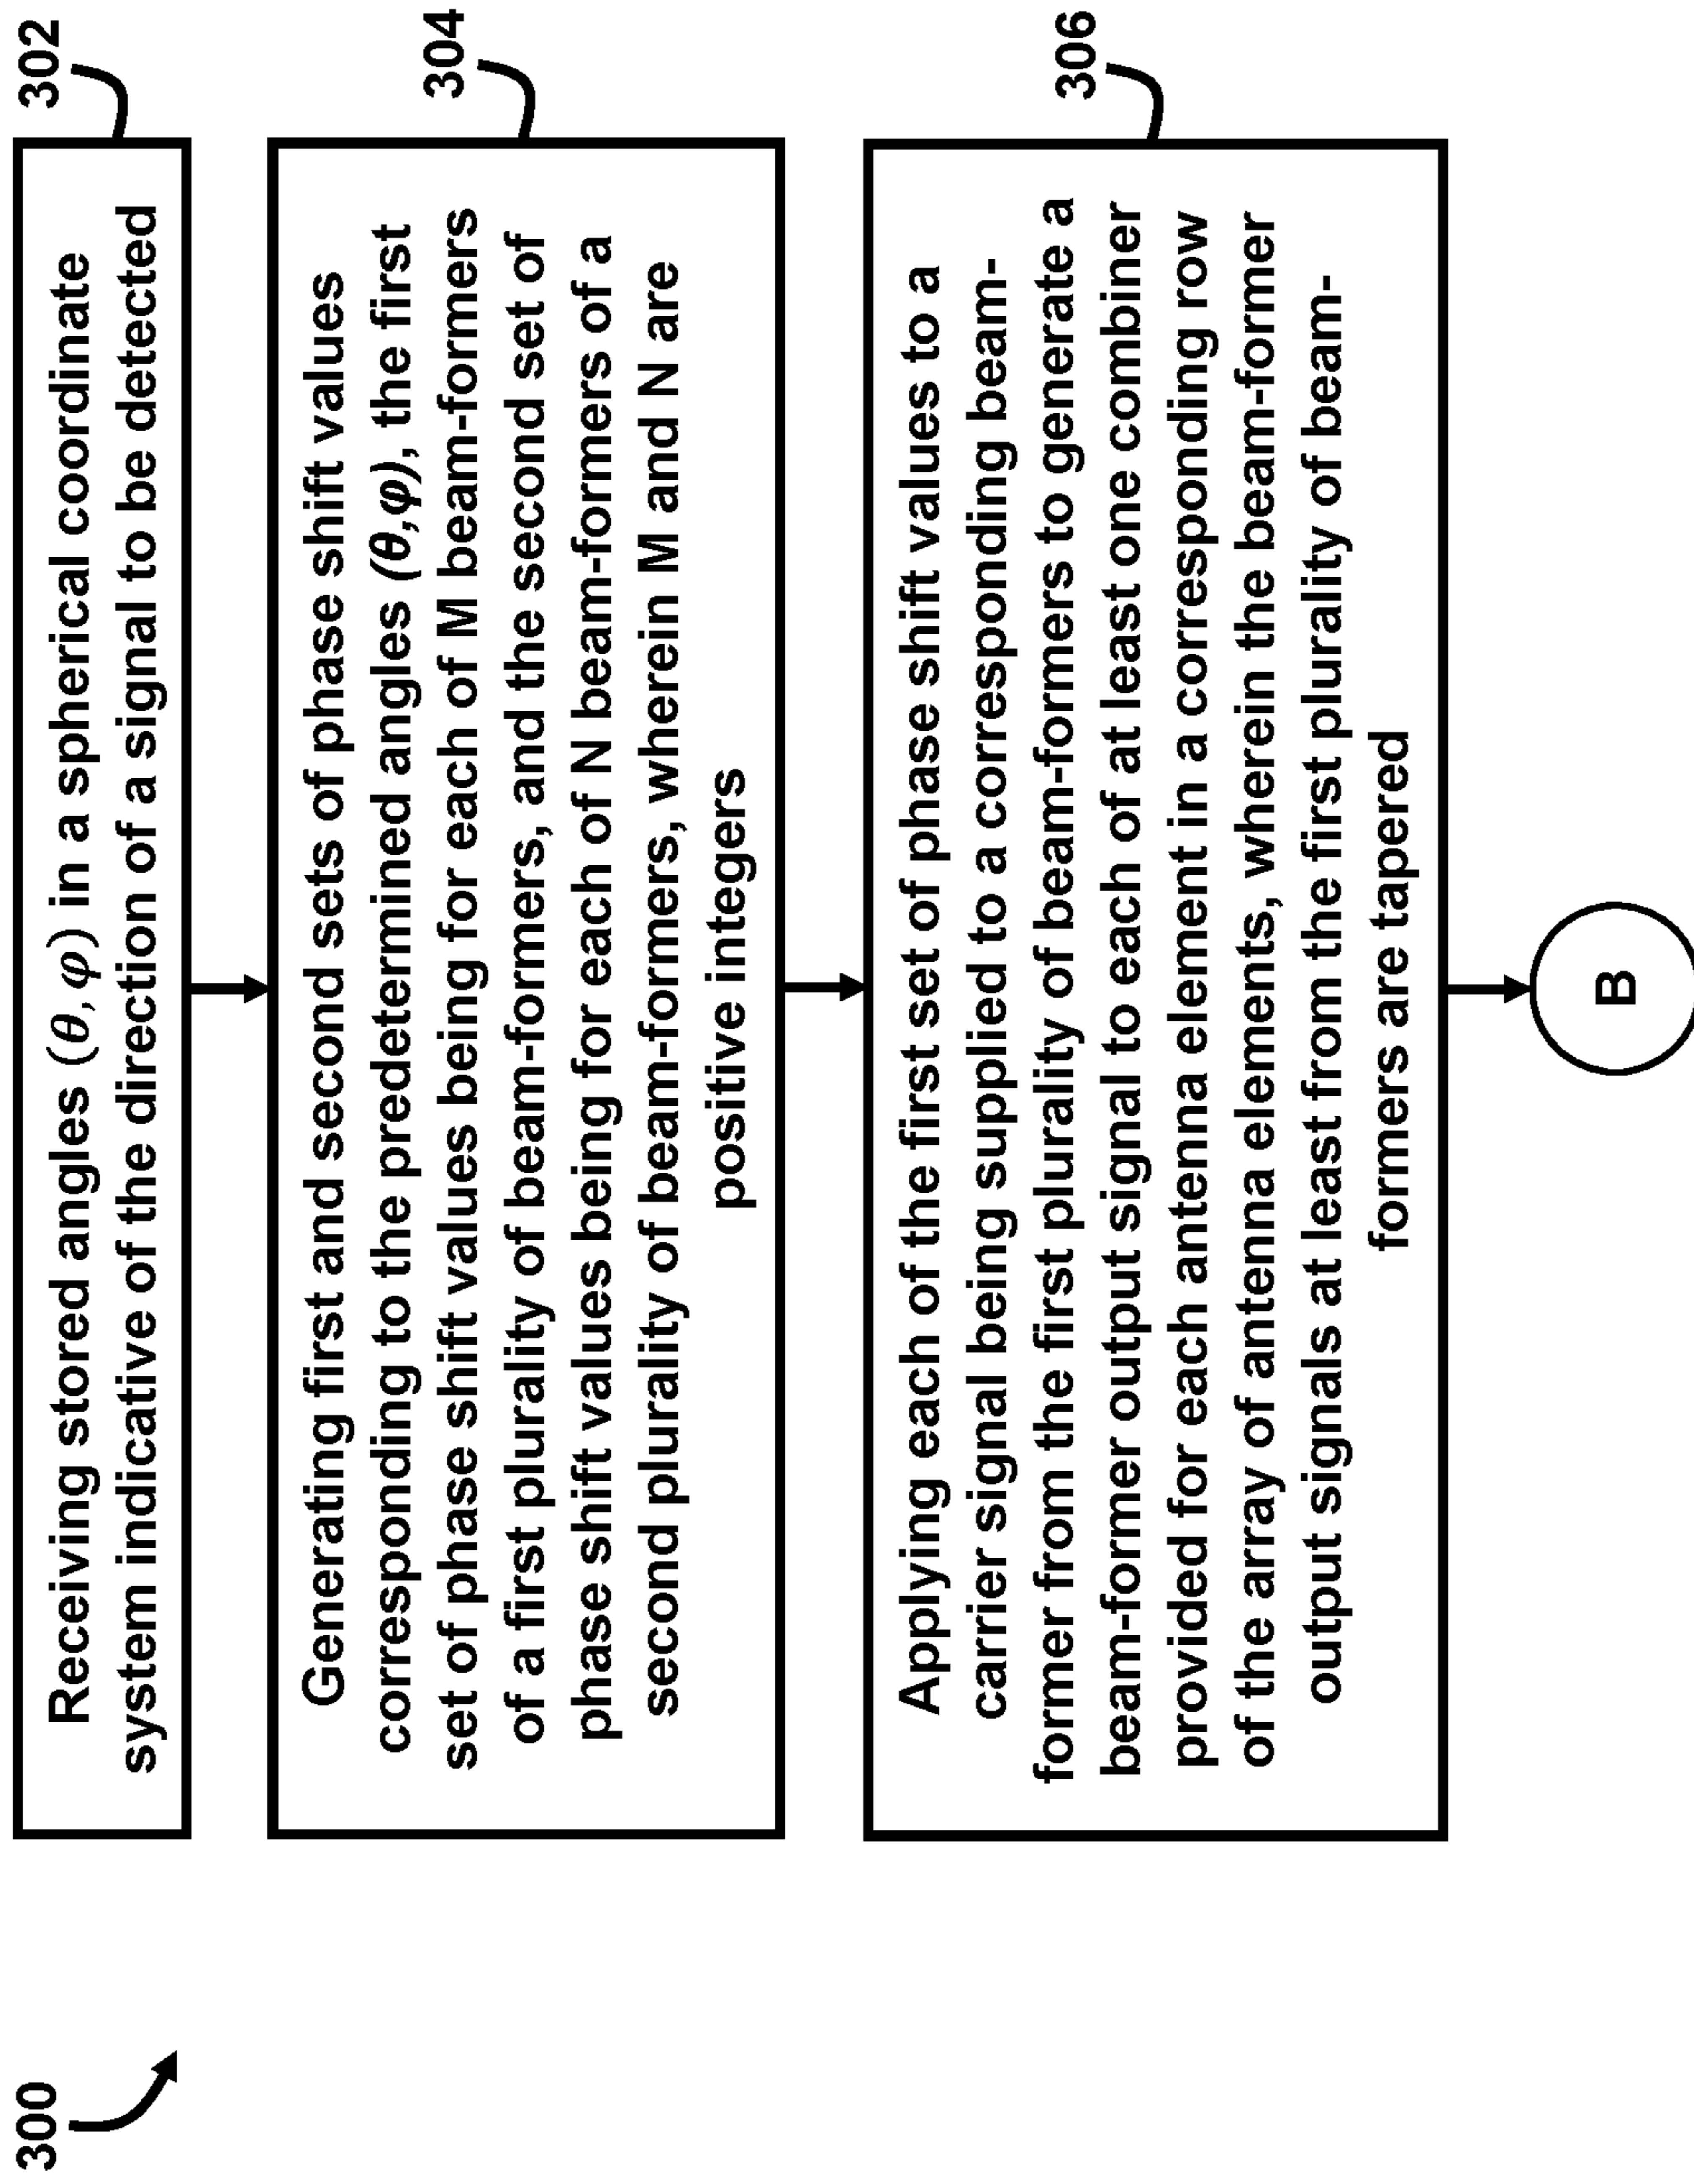 300
302
Receiving stored angles (θ, φ) in a spherical coordinate
system indicative of the direction of a signal to be detected
304
Generating first and second sets of phase shift values
corresponding to the predetermined angles (θ,φ), the first
set of phase shift values being for each of M beam-formers
of a first plurality of beam-formers, and the second set of
phase shift values being for each of N beam-formers of a
second plurality of beam-formers, wherein M and N are
positive integers
306
Applying each of the first set of phase shift values to a
carrier signal being supplied to a corresponding beam-
former from the first plurality of beam-formers to generate a
beam-former output signal to each of at least one combiner
provided for each antenna element in a corresponding row
of the array of antenna elements, wherein the beam-former
output signals at least from the first plurality of beam-
formers are tapered
B